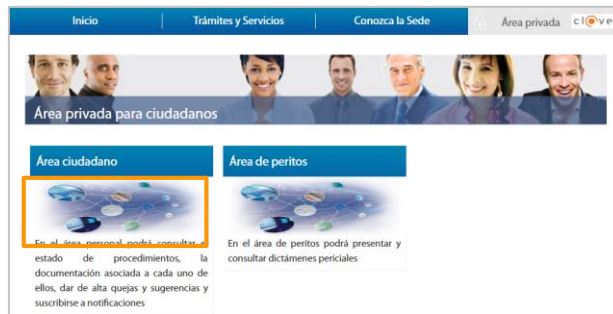 Inicio
Trámites y Servicios
Conozca la Sede
Área privada
cl@ve
Área privada para ciudadanos
Área ciudadano
Área de peritos
En el área personal podrá consultar el
estado de procedimientos, la
documentación asociada a cada uno de
ellos, dar de alta quejas y sugerencias y
suscribirse a notificaciones
En el área de peritos podrá presentar y
consultar dictámenes periciales